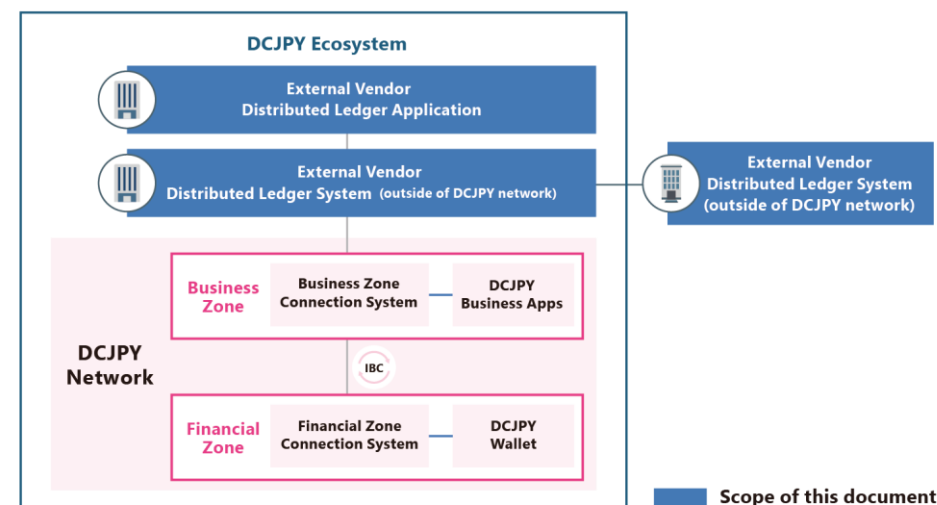 DCJPY Ecosystem
External Vendor
Distributed Ledger Application
External Vendor
Distributed Ledger System (outside of DCJPY network)
External Vendor
Distributed Ledger System
(outside of DCJPY network)
DCJPY
Network
Business
Zone
Business Zone
Connection System
DCJPY
Business Apps
IBC
Financial
Zone
Financial Zone
Connection System
DCJPY
Wallet
Scope of this document